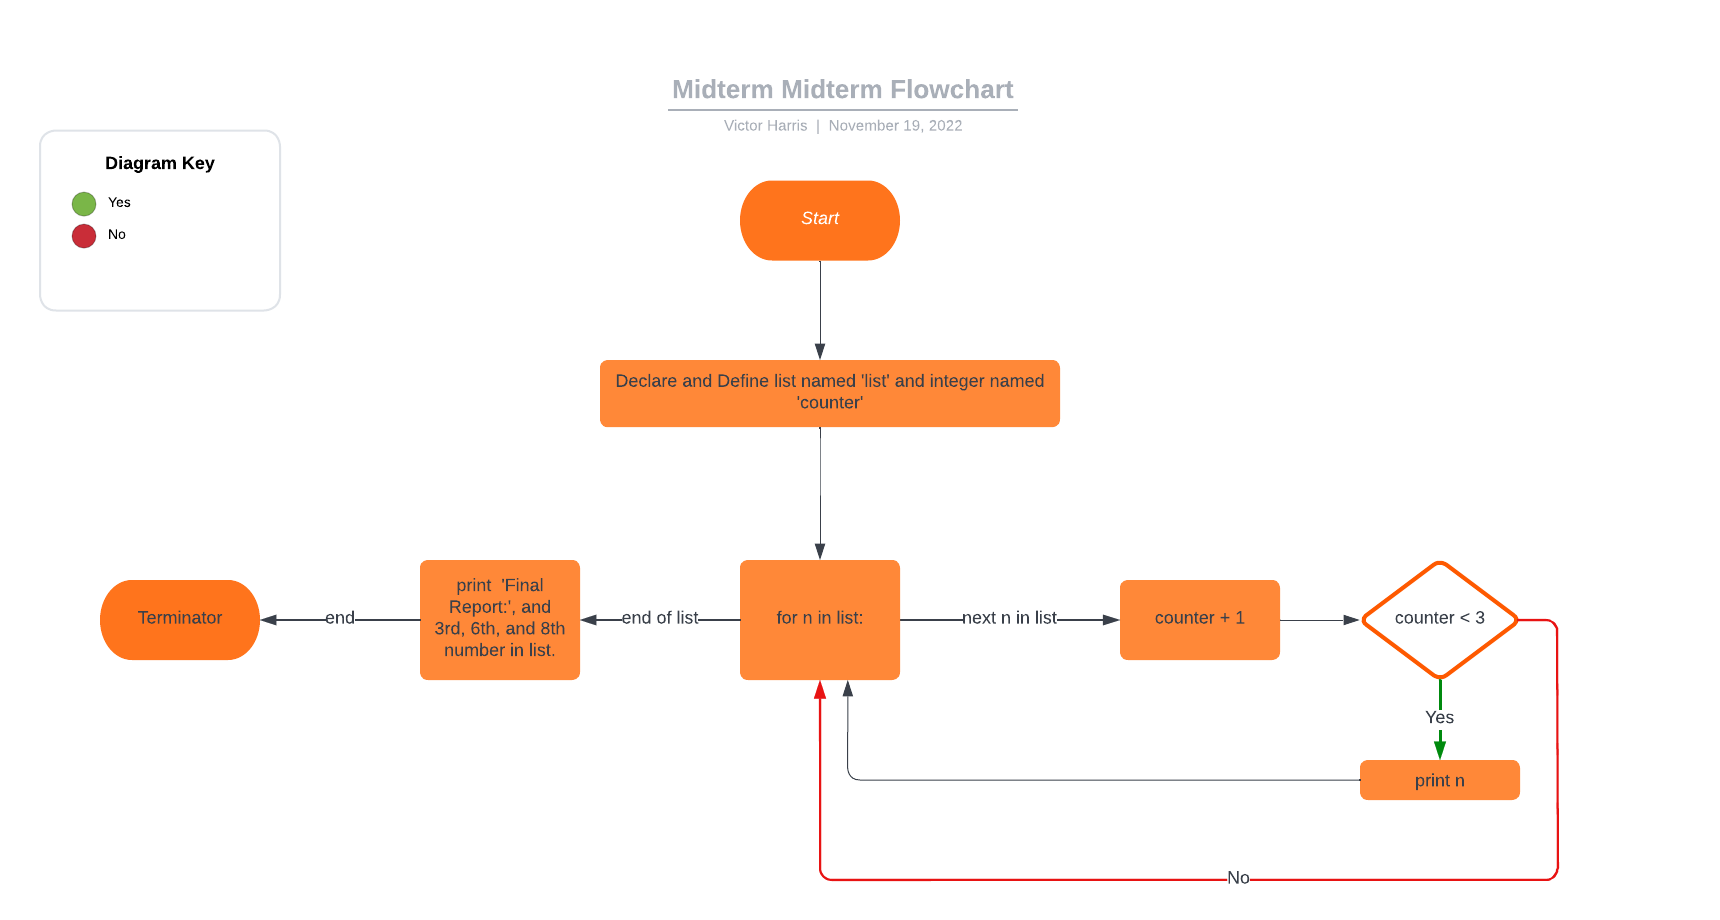 Midterm Midterm Flowchart
Victor Harris | November 19, 2022
Diagram Key
Yes
No
Start
Declare and Define list named 'list' and integer named
'counter'
Terminator
end
print 'Final
Report:', and
3rd, 6th, and 8th
number in list.
end of list
for n in list:
next n in list
counter + 1
counter < 3
Yes
print n
No